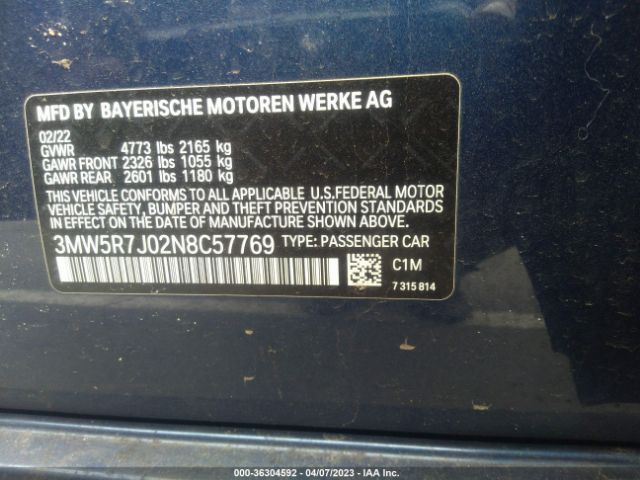 MFD BY BAYERISCHE MOTOREN WERKE AG
02/22
GVWR 4773 lbs 2165 kg
GAWR FRONT 2326 lbs 1055 kg
GAWR REAR 2601 lbs 1180 kg
THIS VEHICLE CONFORMS TO ALL APPLICABLE U.S.FEDERAL MOTOR
VEHICLE SAFETY, BUMPER AND THEFT PREVENTION STANDARDS
IN EFFECT ON THE DATE OF MANUFACTURE SHOWN ABOVE.
3MW5R7J02N8C57769 TYPE: PASSENGER CAR
C1M
7 315 814
000-36304592 - 04/07/2023 - IAA Inc.